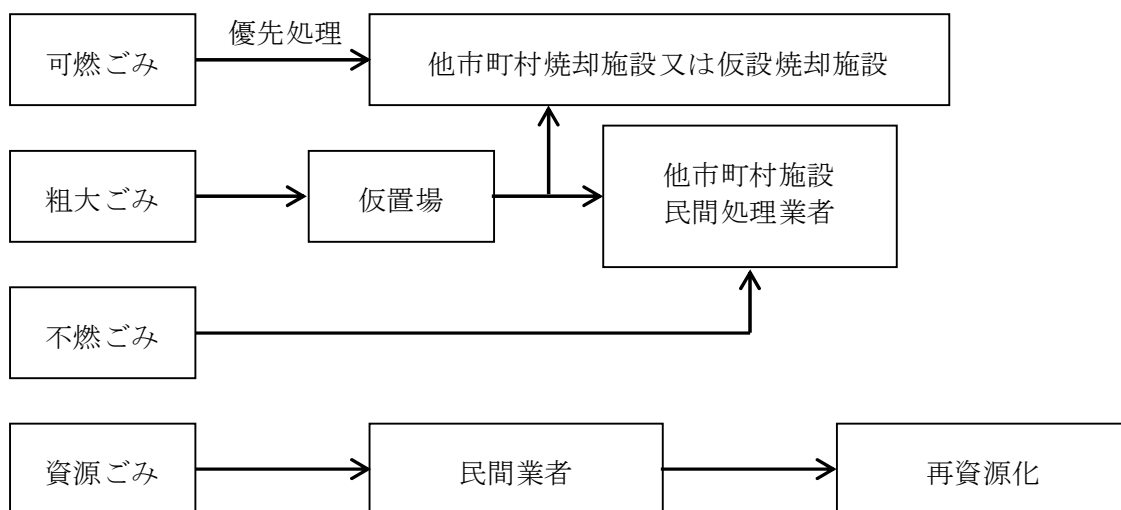 優先処理
可燃ごみ
他市町村焼却施設又は仮設焼却施設
粗大ごみ
仮置場
他市町村施設
民間処理業者
不燃ごみ
資源ごみ
民間業者
再資源化